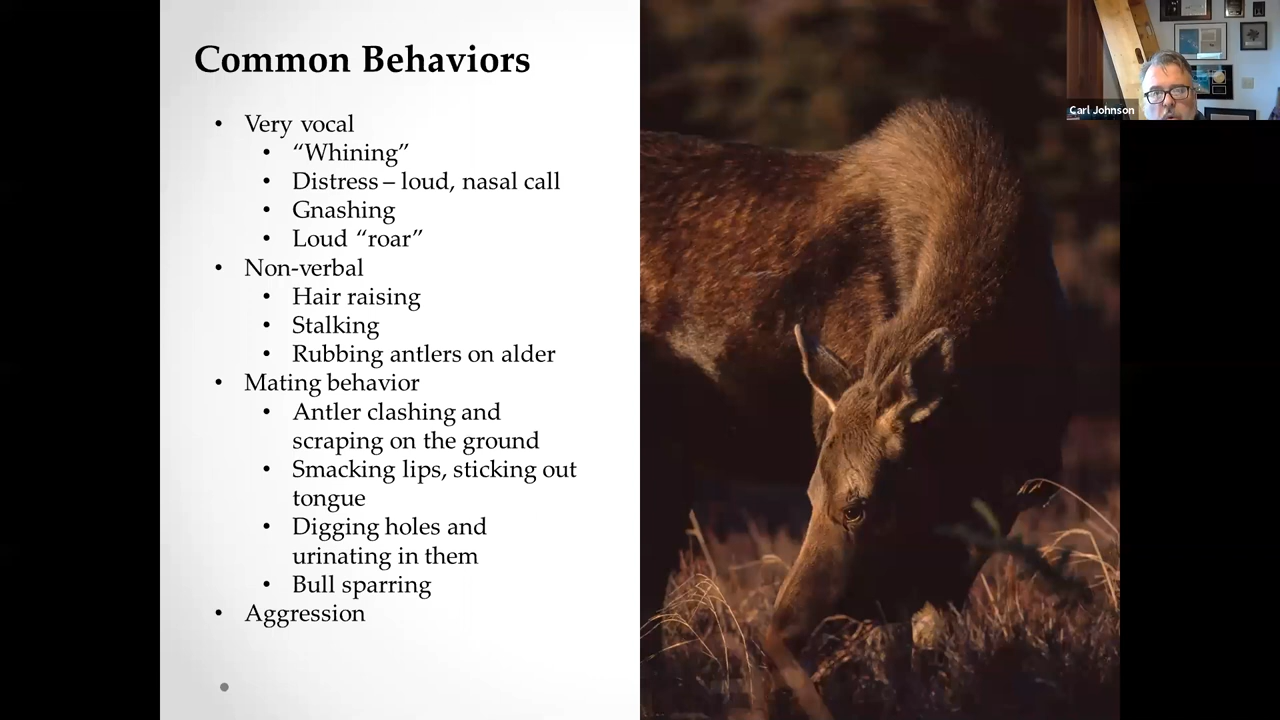 Common Behaviors
• Very vocal
• “Whining”
• Distress – loud, nasal call
• Gnashing
• Loud “roar”
• Non-verbal
• Hair raising
• Stalking
• Rubbing antlers on alder
• Mating behavior
• Antler clashing and
scraping on the ground
• Smacking lips, sticking out
tongue
• Digging holes and
urinating in them
• Bull sparring
• Aggression
Carl Johnson